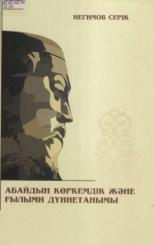 НЕГИМОВ СЕРІК
АБАЙДЫҢ КӨРКЕМДІК ЖӘНЕ
ҒЫЛЫМИ ДҮНИЕТАНЫМЫ